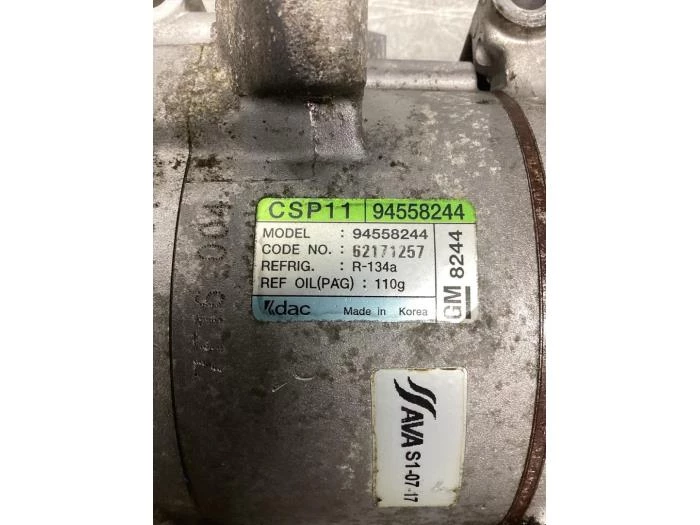 CSP11 94558244
MODEL : 94558244
CODE NO. : 62171257
REFRIG. : R-134a
REF OIL(PAG) : 110g
dac Made in Korea
GM 8244
AVA S1-07-17